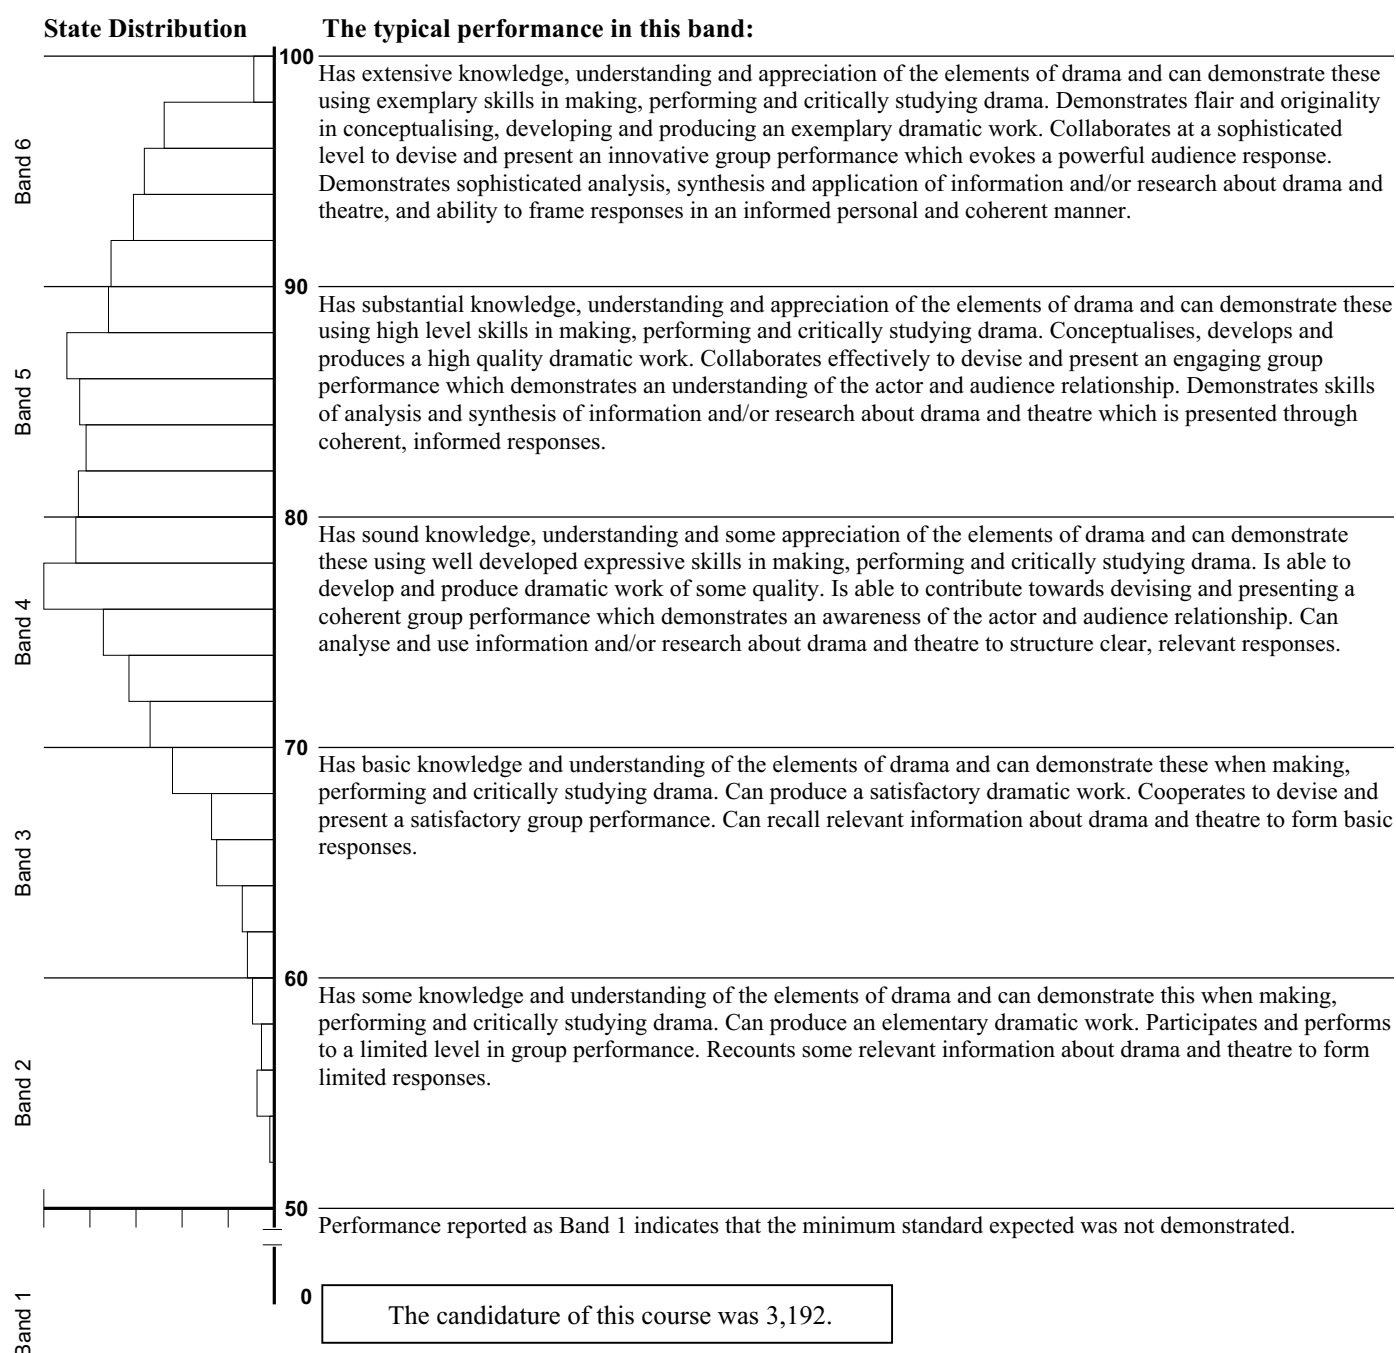 State Distribution
The typical performance in this band:
100
Has extensive knowledge, understanding and appreciation of the elements of drama and can demonstrate these
using exemplary skills in making, performing and critically studying drama. Demonstrates flair and originality
in conceptualising, developing and producing an exemplary dramatic work. Collaborates at a sophisticated
level to devise and present an innovative group performance which evokes a powerful audience response.
Demonstrates sophisticated analysis, synthesis and application of information and/or research about drama and
theatre, and ability to frame responses in an informed personal and coherent manner.
Band 6
90
Has substantial knowledge, understanding and appreciation of the elements of drama and can demonstrate these
using high level skills in making, performing and critically studying drama. Conceptualises, develops and
produces a high quality dramatic work. Collaborates effectively to devise and present an engaging group
performance which demonstrates an understanding of the actor and audience relationship. Demonstrates skills
of analysis and synthesis of information and/or research about drama and theatre which is presented through
coherent, informed responses.
Band 5
80
Has sound knowledge, understanding and some appreciation of the elements of drama and can demonstrate
these using well developed expressive skills in making, performing and critically studying drama. Is able to
develop and produce dramatic work of some quality. Is able to contribute towards devising and presenting a
coherent group performance which demonstrates an awareness of the actor and audience relationship. Can
analyse and use information and/or research about drama and theatre to structure clear, relevant responses.
Band 4
70
Has basic knowledge and understanding of the elements of drama and can demonstrate these when making,
performing and critically studying drama. Can produce a satisfactory dramatic work. Cooperates to devise and
present a satisfactory group performance. Can recall relevant information about drama and theatre to form basic
responses.
Band 3
60
Has some knowledge and understanding of the elements of drama and can demonstrate this when making,
performing and critically studying drama. Can produce an elementary dramatic work. Participates and performs
to a limited level in group performance. Recounts some relevant information about drama and theatre to form
limited responses.
Band 2
50
Performance reported as Band 1 indicates that the minimum standard expected was not demonstrated.
0
The candidature of this course was 3,192.
Band 1